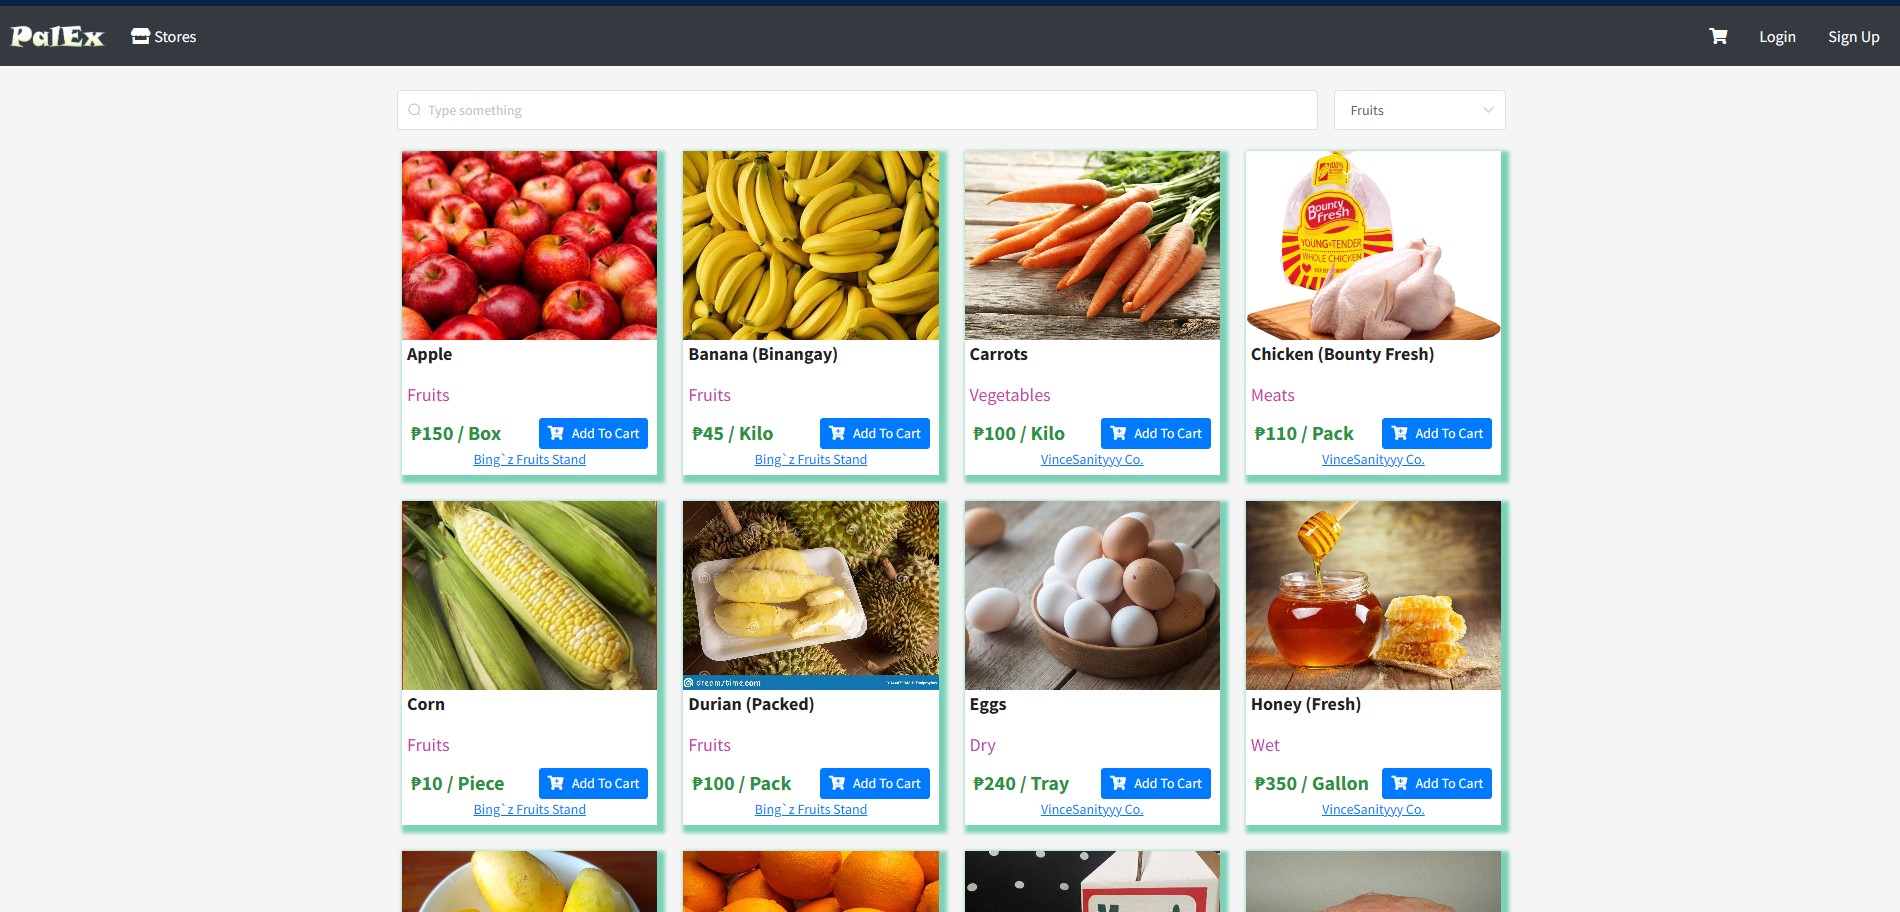 PalEx
Stores
Login
Sign Up
Type something
Fruits
Bounty
fresh
YOUNG & TENDER
WHOLE CHICKEN
Apple
Banana (Binangay)
Carrots
Chicken (Bounty Fresh)
Fruits
Fruits
Vegetables
Meats
₱150 / Box
Add To Cart
₱45 / Kilo
Add To Cart
₱100 / Kilo
Add To Cart
₱110 / Pack
Add To Cart
Bing`z Fruits Stand
Bing`z Fruits Stand
VinceSanityyy Co.
VinceSanityyy Co.
dreamstime.com
Corn
Durian (Packed)
Eggs
Honey (Fresh)
Fruits
Fruits
Dry
Wet
₱10 / Piece
Add To Cart
₱100 / Pack
Add To Cart
₱240 / Tray
Add To Cart
₱350 / Gallon
Add To Cart
Bing`z Fruits Stand
Bing`z Fruits Stand
VinceSanityyy Co.
VinceSanityyy Co.